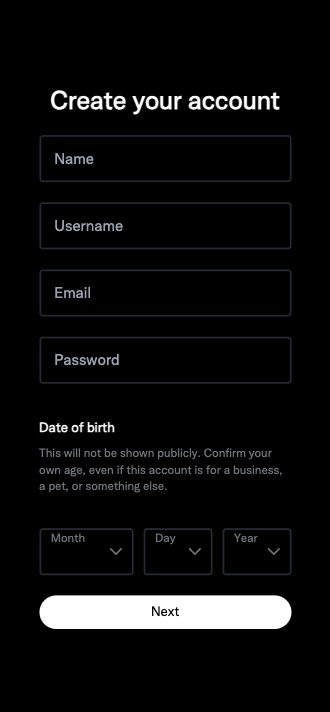 Create your account
Name
Username
Email
Password
Date of birth
This will not be shown publicly. Confirm your
own age, even if this account is for a business,
a pet, or something else.
Month Day Year
Next